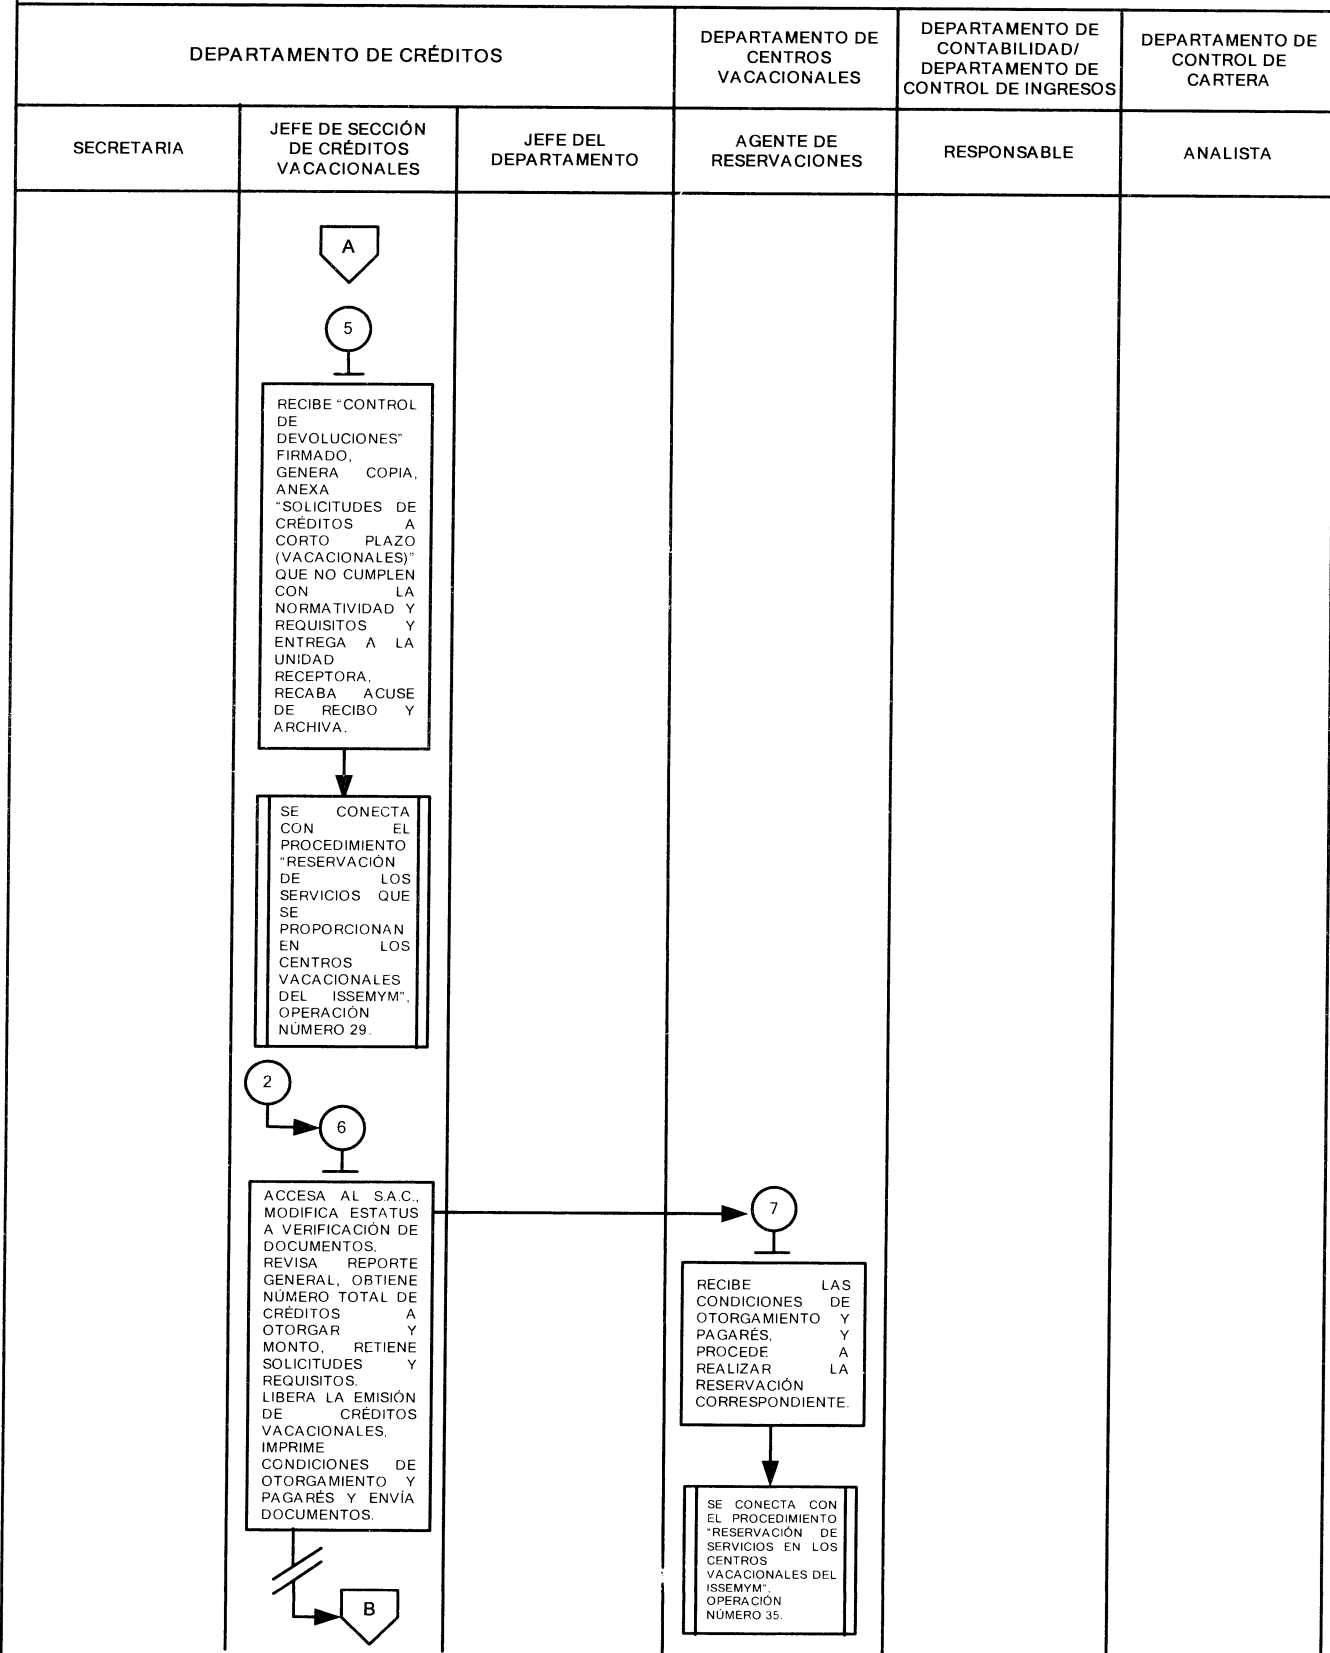 DEPARTAMENTO DE CRÉDITOS
DEPARTAMENTO DE
CENTROS
VACACIONALES
DEPARTAMENTO DE
CONTABILIDAD/
DEPARTAMENTO DE
CONTROL DE INGRESOS
DEPARTAMENTO DE
CONTROL DE
CARTERA
SECRETARIA
JEFE DE SECCIÓN
DE CRÉDITOS
VACACIONALES
JEFE DEL
DEPARTAMENTO
AGENTE DE
RESERVACIONES
RESPONSABLE
ANALISTA
A
5
RECIBE "CONTROL
DE
DEVOLUCIONES"
FIRMADO,
GENERA COPIA,
ANEXA
"SOLICITUDES DE
CRÉDITOS A
CORTO PLAZO
(VACACIONALES)"
QUE NO CUMPLEN
CON LA
NORMATIVIDAD Y
REQUISITOS Y
ENTREGA A LA
UNIDAD
RECEPTORA,
RECABA ACUSE
DE RECIBO Y
ARCHIVA.
SE CONECTA
CON EL
PROCEDIMIENTO
"RESERVACIÓN
DE LOS
SERVICIOS QUE
SE
PROPORCIONAN
EN LOS
CENTROS
VACACIONALES
DEL ISSEMYM",
OPERACIÓN
NÚMERO 29.
2
6
ACCESA AL S.A.C.,
MODIFICA ESTATUS
A VERIFICACIÓN DE
DOCUMENTOS.
REVISA REPORTE
GENERAL, OBTIENE
NÚMERO TOTAL DE
CRÉDITOS A
OTORGAR Y
MONTO, RETIENE
SOLICITUDES Y
REQUISITOS.
LIBERA LA EMISIÓN
DE CRÉDITOS
VACACIONALES,
IMPRIME
CONDICIONES DE
OTORGAMIENTO Y
PAGARÉS Y ENVÍA
DOCUMENTOS.
B
7
RECIBE LAS
CONDICIONES DE
OTORGAMIENTO Y
PAGARÉS, Y
PROCEDE A
REALIZAR LA
RESERVACIÓN
CORRESPONDIENTE.
SE CONECTA CON
EL PROCEDIMIENTO
"RESERVACIÓN DE
SERVICIOS EN LOS
CENTROS
VACACIONALES DEL
ISSEMYM",
OPERACIÓN
NÚMERO 35.